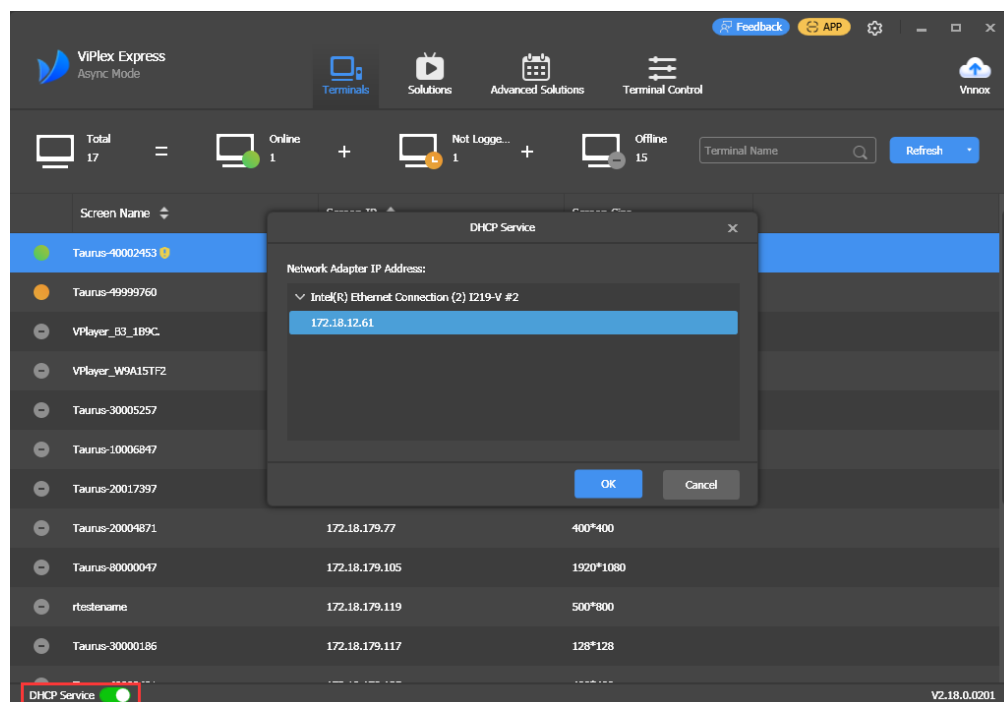 Feedback
APP
ViPlex Express
Async Mode
Terminals
Solutions
Advanced Solutions
Terminal Control
Vnnox
Total
17
=
Online
1
+
Not Logge...
1
+
Offline
15
Terminal Name
Refresh
Screen Name
Screen IP
Screen Size
DHCP Service
Network Adapter IP Address:
Intel(R) Ethernet Connection (2) I219-V #2
172.18.12.61
OK
Cancel
Taurus-40002453
Taurus-49999760
VPlayer_B3_1B9C.
VPlayer_W9A15TF2
Taurus-30005257
Taurus-10006847
Taurus-20017397
Taurus-20004871 172.18.179.77 400*400
Taurus-80000047 172.18.179.105 1920*1080
rtestename 172.18.179.119 500*800
Taurus-30000186 172.18.179.117 128*128
DHCP Service
V2.18.0.0201